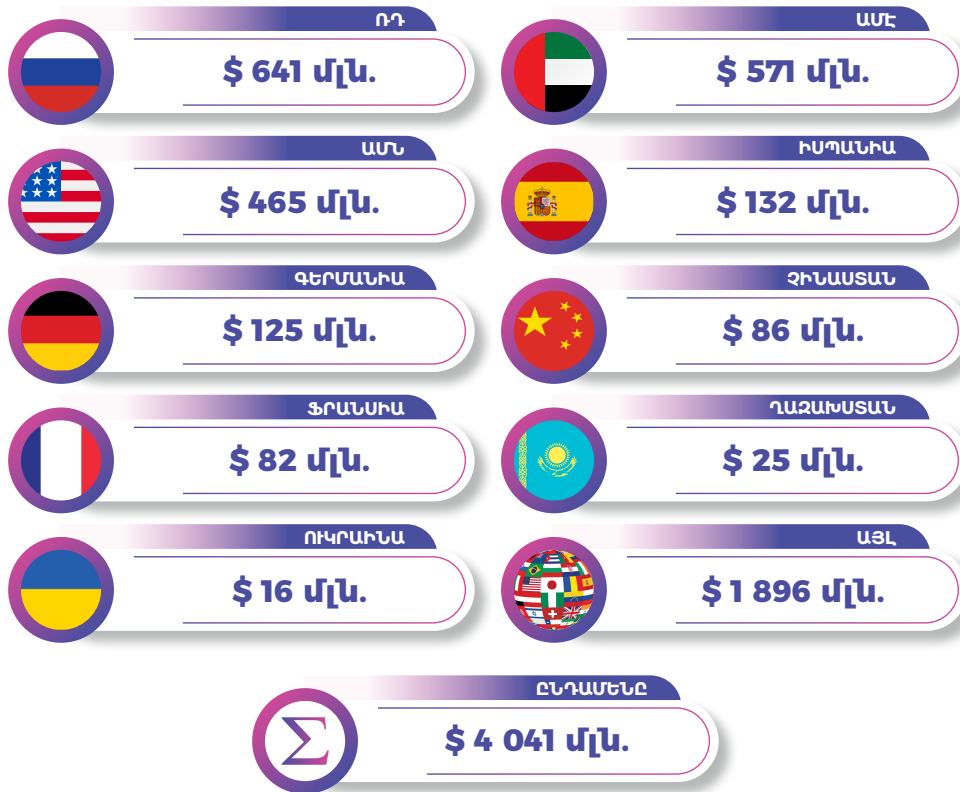 ՌԴ
$ 641 մլն.
ԱՄԷ
$ 571 մլն.
ԱՄՆ
$ 465 մլն.
ԻՍՊԱՆԻԱ
$ 132 մլն.
ԳԵՐՄԱՆԻԱ
$ 125 մլն.
ՉԻՆԱՍՏԱՆ
$ 86 մլն.
ՖՐԱՆՍԻԱ
$ 82 մլն.
ՂԱԶԱԽՍՏԱՆ
$ 25 մլն.
ՈՒԿՐԱԻՆԱ
$ 16 մլն.
ԱՅԼ
$ 1 896 մլն.
ԸՆԴԱՄԵՆԸ
Σ
$ 4 041 մլն.